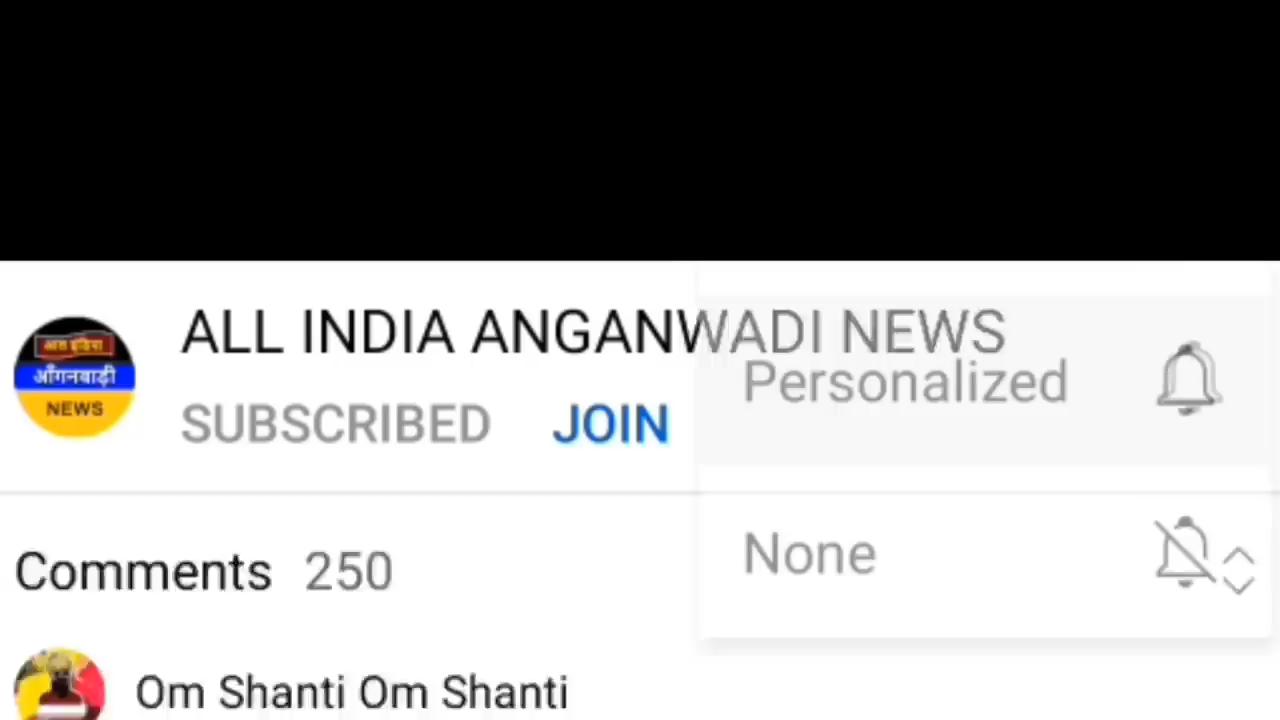 ALL INDIA ANGANWADI NEWS
Personalized
SUBSCRIBED JOIN
आल इंडिया
आँगनवाड़ी
NEWS
None
Comments 250
Om Shanti Om Shanti